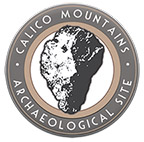 • CALICO MOUNTAINS •
ARCHAEOLOGICAL SITE